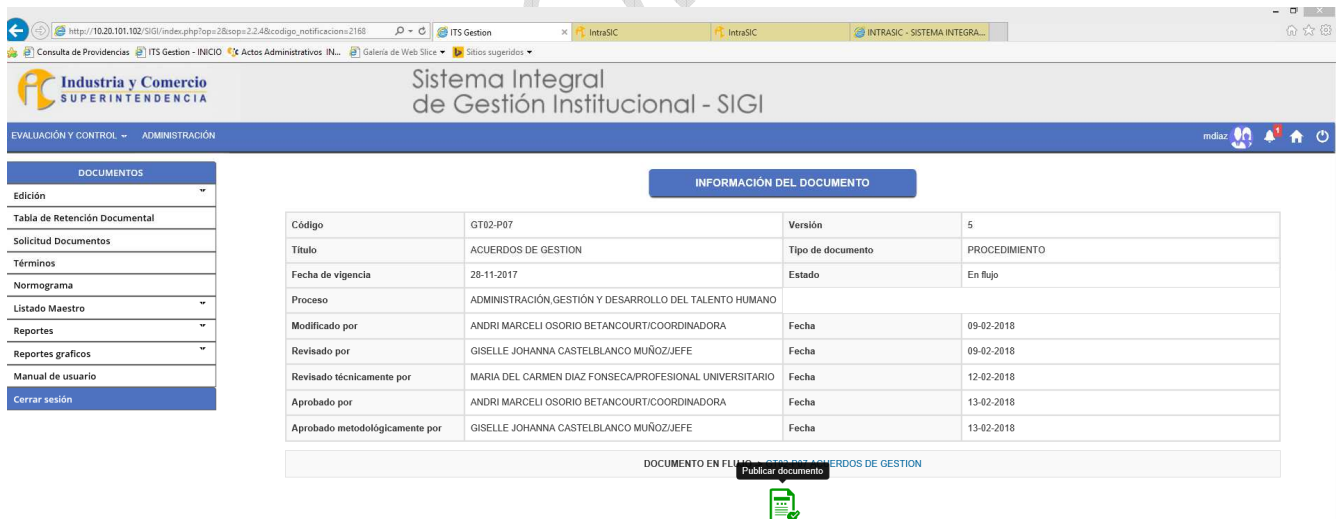 http://10.20.101.102/SIGI/index.php?op=2&sop=2.2.4&codigo_notificacion=2168
ITS Gestion
IntraSIC
IntraSIC
INTRASIC - SISTEMA INTEGRA...
Consulta de Providencias
ITS Gestion - INICIO
Actos Administrativos IN...
Galería de Web Slice
Sitios sugeridos
Industria y Comercio
SUPERINTENDENCIA
Sistema Integral
de Gestión Institucional - SIGI
EVALUACIÓN Y CONTROL
ADMINISTRACIÓN
mdiaz
1
DOCUMENTOS
Edición
Tabla de Retención Documental
Solicitud Documentos
Términos
Normograma
Listado Maestro
Reportes
Reportes graficos
Manual de usuario
Cerrar sesión
INFORMACIÓN DEL DOCUMENTO
Código GT02-P07 Versión 5
Título ACUERDOS DE GESTION Tipo de documento PROCEDIMIENTO
Fecha de vigencia 28-11-2017 Estado En flujo
Proceso ADMINISTRACIÓN,GESTIÓN Y DESARROLLO DEL TALENTO HUMANO
Modificado por ANDRI MARCELI OSORIO BETANCOURT/COORDINADORA Fecha 09-02-2018
Revisado por GISELLE JOHANNA CASTELBLANCO MUÑOZ/JEFE Fecha 09-02-2018
Revisado técnicamente por MARIA DEL CARMEN DIAZ FONSECA/PROFESIONAL UNIVERSITARIO Fecha 12-02-2018
Aprobado por ANDRI MARCELI OSORIO BETANCOURT/COORDINADORA Fecha 13-02-2018
Aprobado metodológicamente por GISELLE JOHANNA CASTELBLANCO MUÑOZ/JEFE Fecha 13-02-2018
DOCUMENTO EN FLUJO GT02-P07 ACUERDOS DE GESTION
Publicar documento